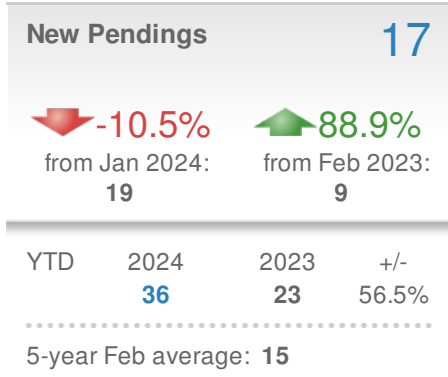 New Pendings 17
-10.5% 88.9%
from Jan 2024: from Feb 2023:
19 9
YTD 2024 2023 +/-
36 23 56.5%
5-year Feb average: 15